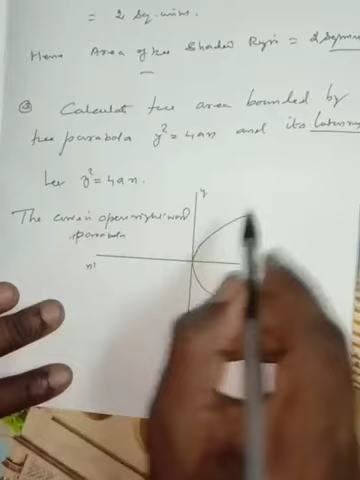 = 2 sq. units.
Hence Area of the Shaded Region = 2 sq units
③ Calculate the area bounded by
the parabola y² = 4ax and its latus
Let y² = 4ax.
The curve is open rightward
parabola
y
x'